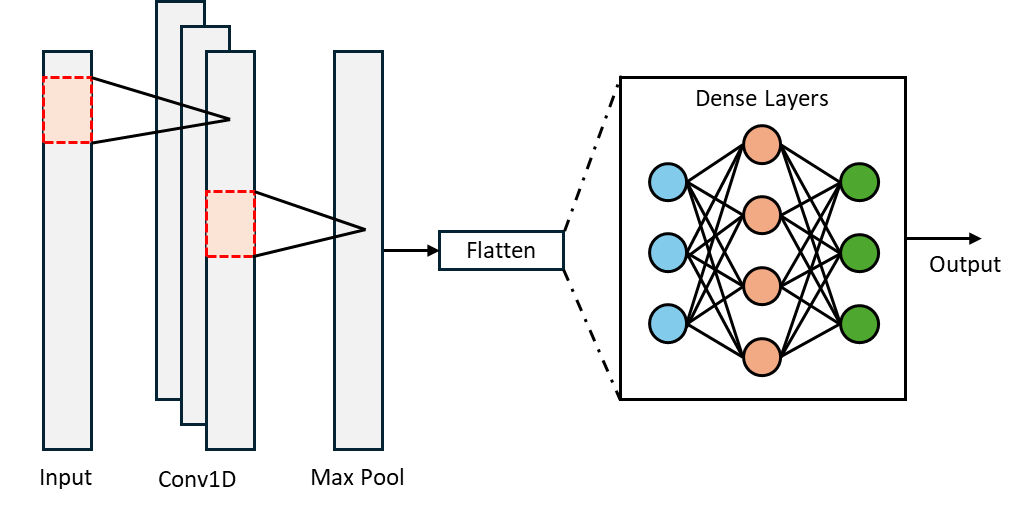 Dense Layers
Flatten
Output
Input
Conv1D
Max Pool